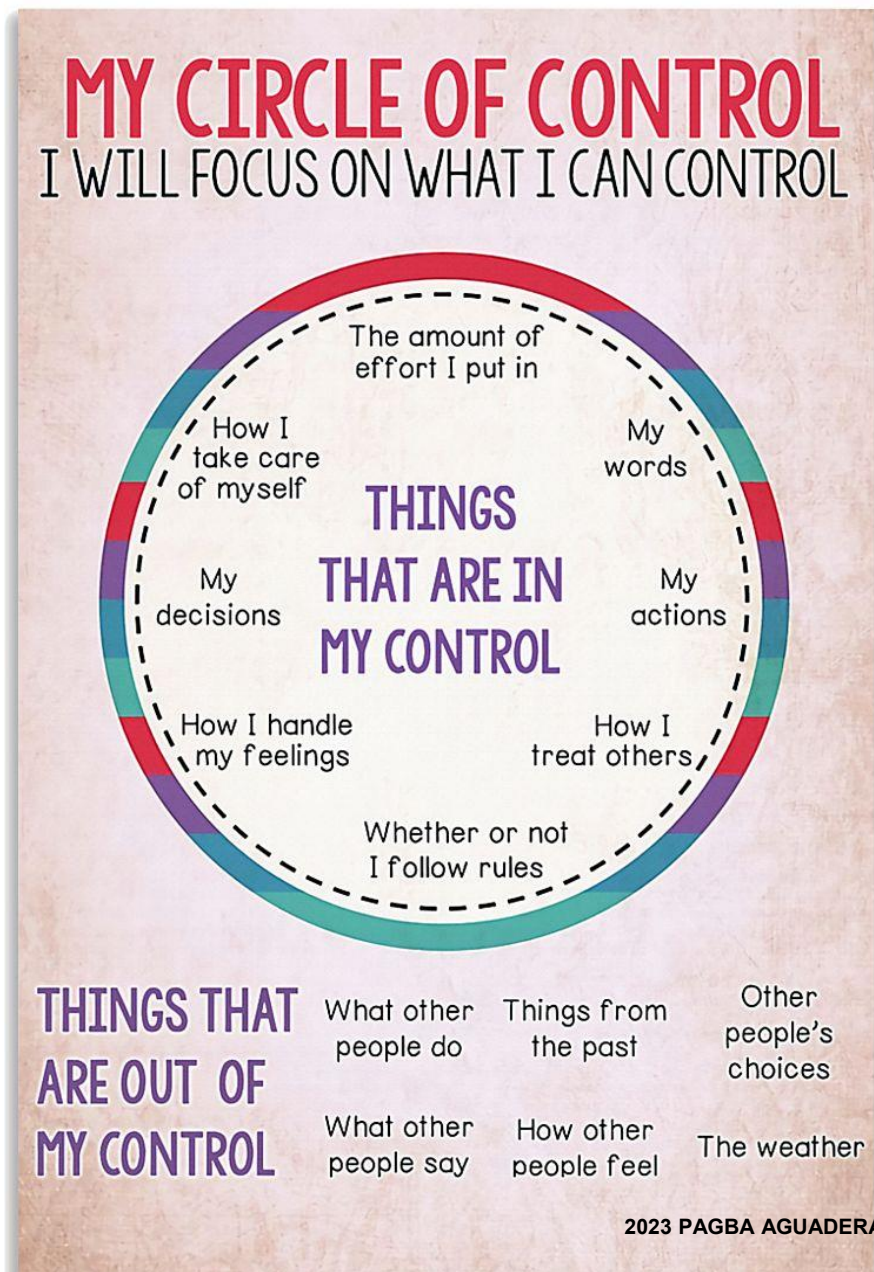 MY CIRCLE OF CONTROL
I WILL FOCUS ON WHAT I CAN CONTROL
The amount of
effort I put in
How I
take care
of myself
My
words
THINGS
THAT ARE IN
MY CONTROL
My
decisions
My
actions
How I handle
my feelings
How I
treat others
Whether or not
I follow rules
THINGS THAT
ARE OUT OF
MY CONTROL
What other
people do
Things from
the past
Other
people's
choices
What other
people say
How other
people feel
The weather
2023 PAGBA AGUADERA